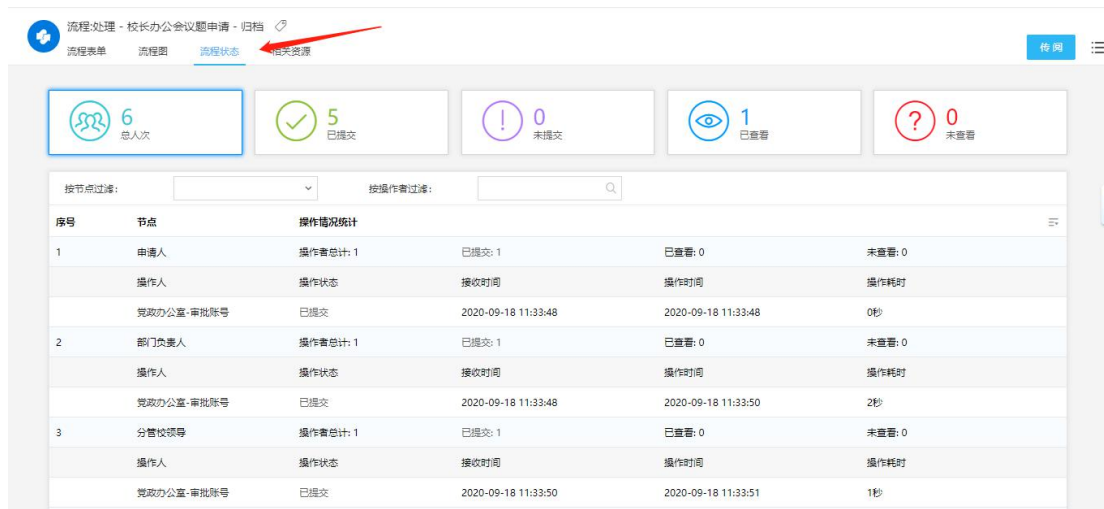 流程:处理 - 校长办公会议题申请 - 归档
流程表单 流程图 流程状态 相关资源
传阅
6 总人次
5 已提交
0 未提交
1 已查看
0 未查看
按节点过滤: 按操作者过滤:
序号 节点 操作情况统计
1 申请人 操作者总计: 1 已提交: 1 已查看: 0 未查看: 0
操作人 操作状态 接收时间 操作时间 操作耗时
党政办公室-审批账号 已提交 2020-09-18 11:33:48 2020-09-18 11:33:48 0秒
2 部门负责人 操作者总计: 1 已提交: 1 已查看: 0 未查看: 0
操作人 操作状态 接收时间 操作时间 操作耗时
党政办公室-审批账号 已提交 2020-09-18 11:33:48 2020-09-18 11:33:50 2秒
3 分管校领导 操作者总计: 1 已提交: 1 已查看: 0 未查看: 0
操作人 操作状态 接收时间 操作时间 操作耗时
党政办公室-审批账号 已提交 2020-09-18 11:33:50 2020-09-18 11:33:51 1秒